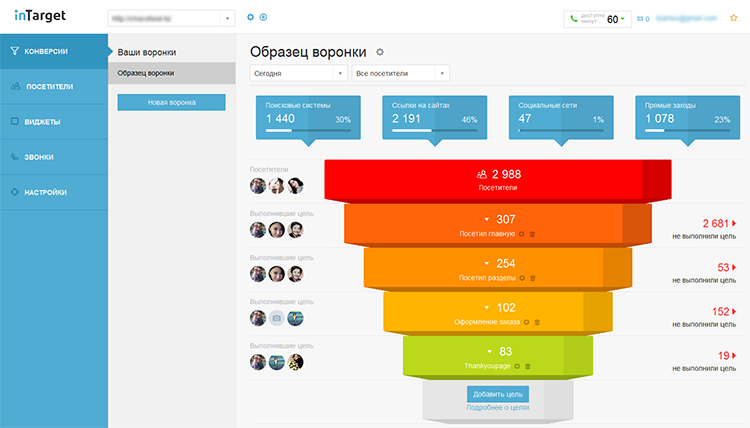 inTarget
доступно
минут
60
0
КОНВЕРСИИ
ПОСЕТИТЕЛИ
ВИДЖЕТЫ
ЗВОНКИ
НАСТРОЙКИ
Ваши воронки
Образец воронки
Новая воронка
Образец воронки
Сегодня
Все посетители
Поисковые системы
1 440 30%
Ссылки на сайтах
2 191 46%
Социальные сети
47 1%
Прямые заходы
1 078 23%
Посетители
2 988
Посетители
Выполнившие цель
307
Посетил главную
2 681
не выполнили цель
Выполнившие цель
254
Посетил разделы
53
не выполнили цель
Выполнившие цель
102
Оформление заказа
152
не выполнили цель
Выполнившие цель
83
Thankyoupage
19
не выполнили цель
Добавить цель
Подробнее о целях